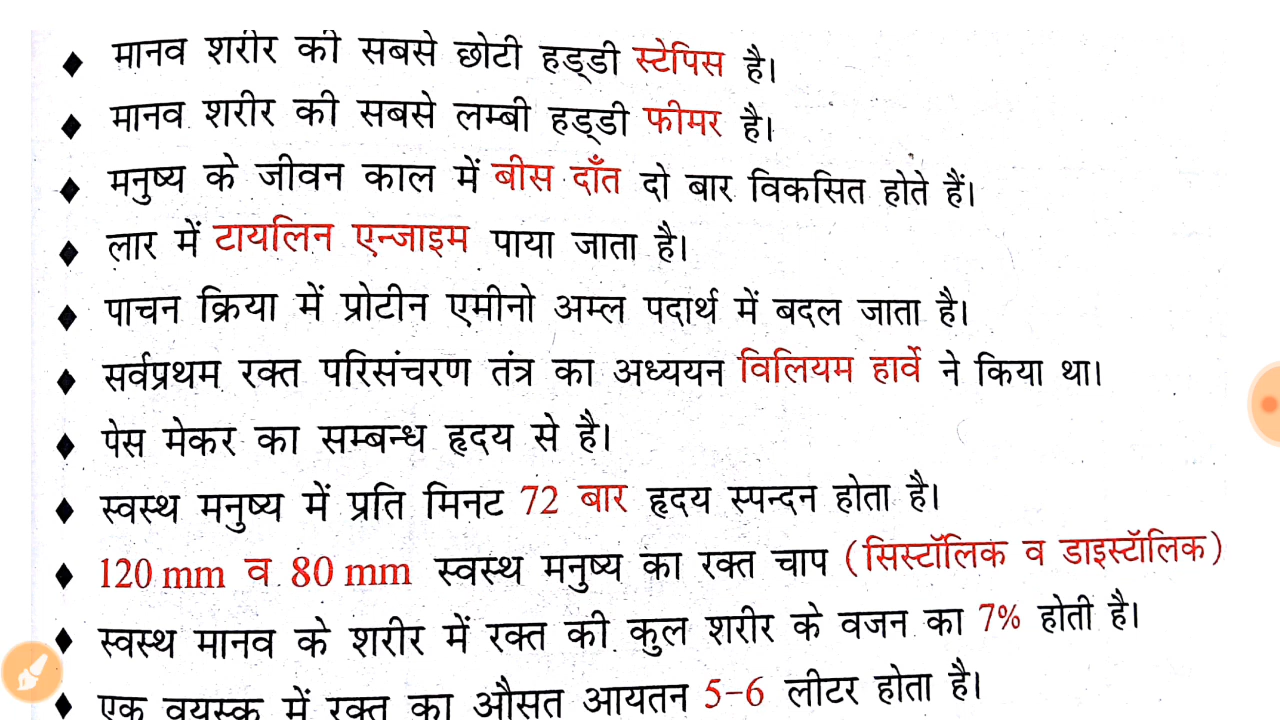 ♦ मानव शरीर की सबसे छोटी हड्डी स्टेपिस है।
♦ मानव शरीर की सबसे लम्बी हड्डी फीमर है।
♦ मनुष्य के जीवन काल में बीस दाँत दो बार विकसित होते हैं।
♦ लार में टायलिन एन्जाइम पाया जाता है।
♦ पाचन क्रिया में प्रोटीन एमीनो अम्ल पदार्थ में बदल जाता है।
♦ सर्वप्रथम रक्त परिसंचरण तंत्र का अध्ययन विलियम हार्वे ने किया था।
♦ पेस मेकर का सम्बन्ध हृदय से है।
♦ स्वस्थ मनुष्य में प्रति मिनट 72 बार हृदय स्पन्दन होता है।
♦ 120 mm व 80 mm स्वस्थ मनुष्य का रक्त चाप (सिस्टॉलिक व डाइस्टॉलिक)
♦ स्वस्थ मानव के शरीर में रक्त की कुल शरीर के वजन का 7% होती है।
♦ एक वयस्क में रक्त का औसत आयतन 5-6 लीटर होता है।